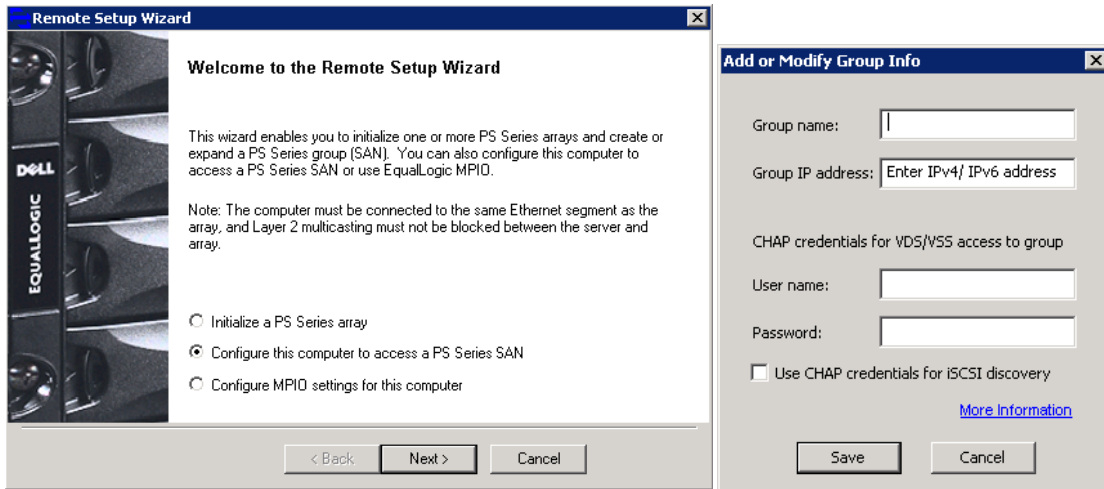 Remote Setup Wizard
Welcome to the Remote Setup Wizard
This wizard enables you to initialize one or more PS Series arrays and create or
expand a PS Series group (SAN). You can also configure this computer to
access a PS Series SAN or use EqualLogic MPIO.
Note: The computer must be connected to the same Ethernet segment as the
array, and Layer 2 multicasting must not be blocked between the server and
array.
DELL
EQUALLOGIC
Initialize a PS Series array
Configure this computer to access a PS Series SAN
Configure MPIO settings for this computer
< Back
Next >
Cancel
Add or Modify Group Info
Group name:
Group IP address: Enter IPv4/ IPv6 address
CHAP credentials for VDS/VSS access to group
User name:
Password:
Use CHAP credentials for iSCSI discovery
More Information
Save
Cancel